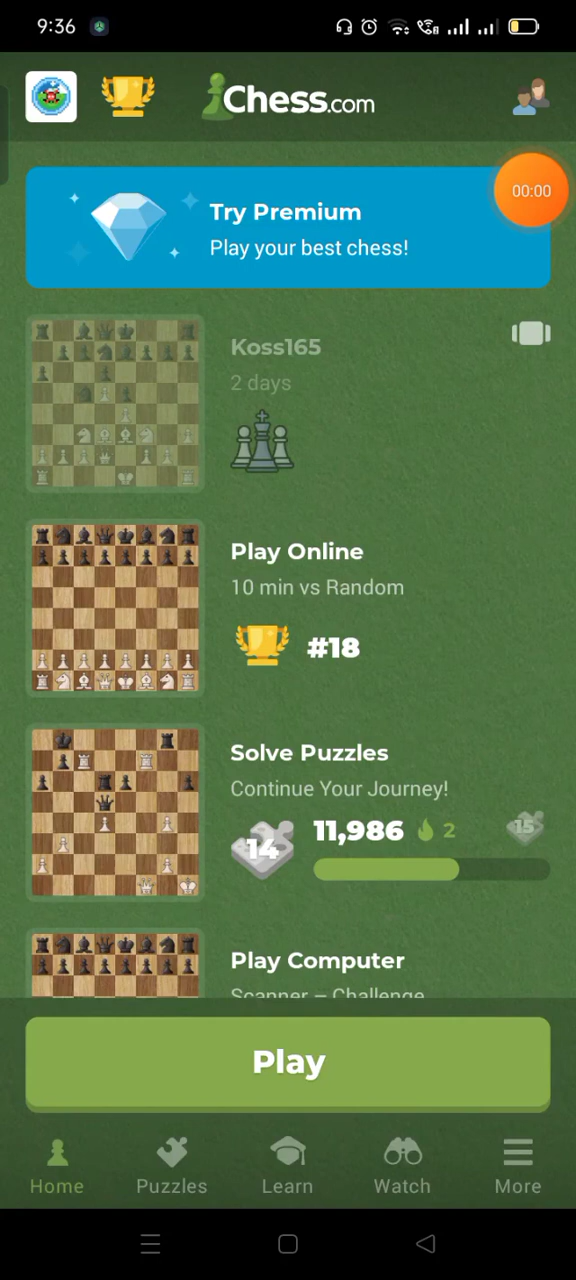 9:36
Chess.com
00:00
Try Premium
Play your best chess!
Koss165
2 days
Play Online
10 min vs Random
#18
Solve Puzzles
Continue Your Journey!
14
11,986
2
15
Play Computer
Scanner – Challenge
Play
Home
Puzzles
Learn
Watch
More